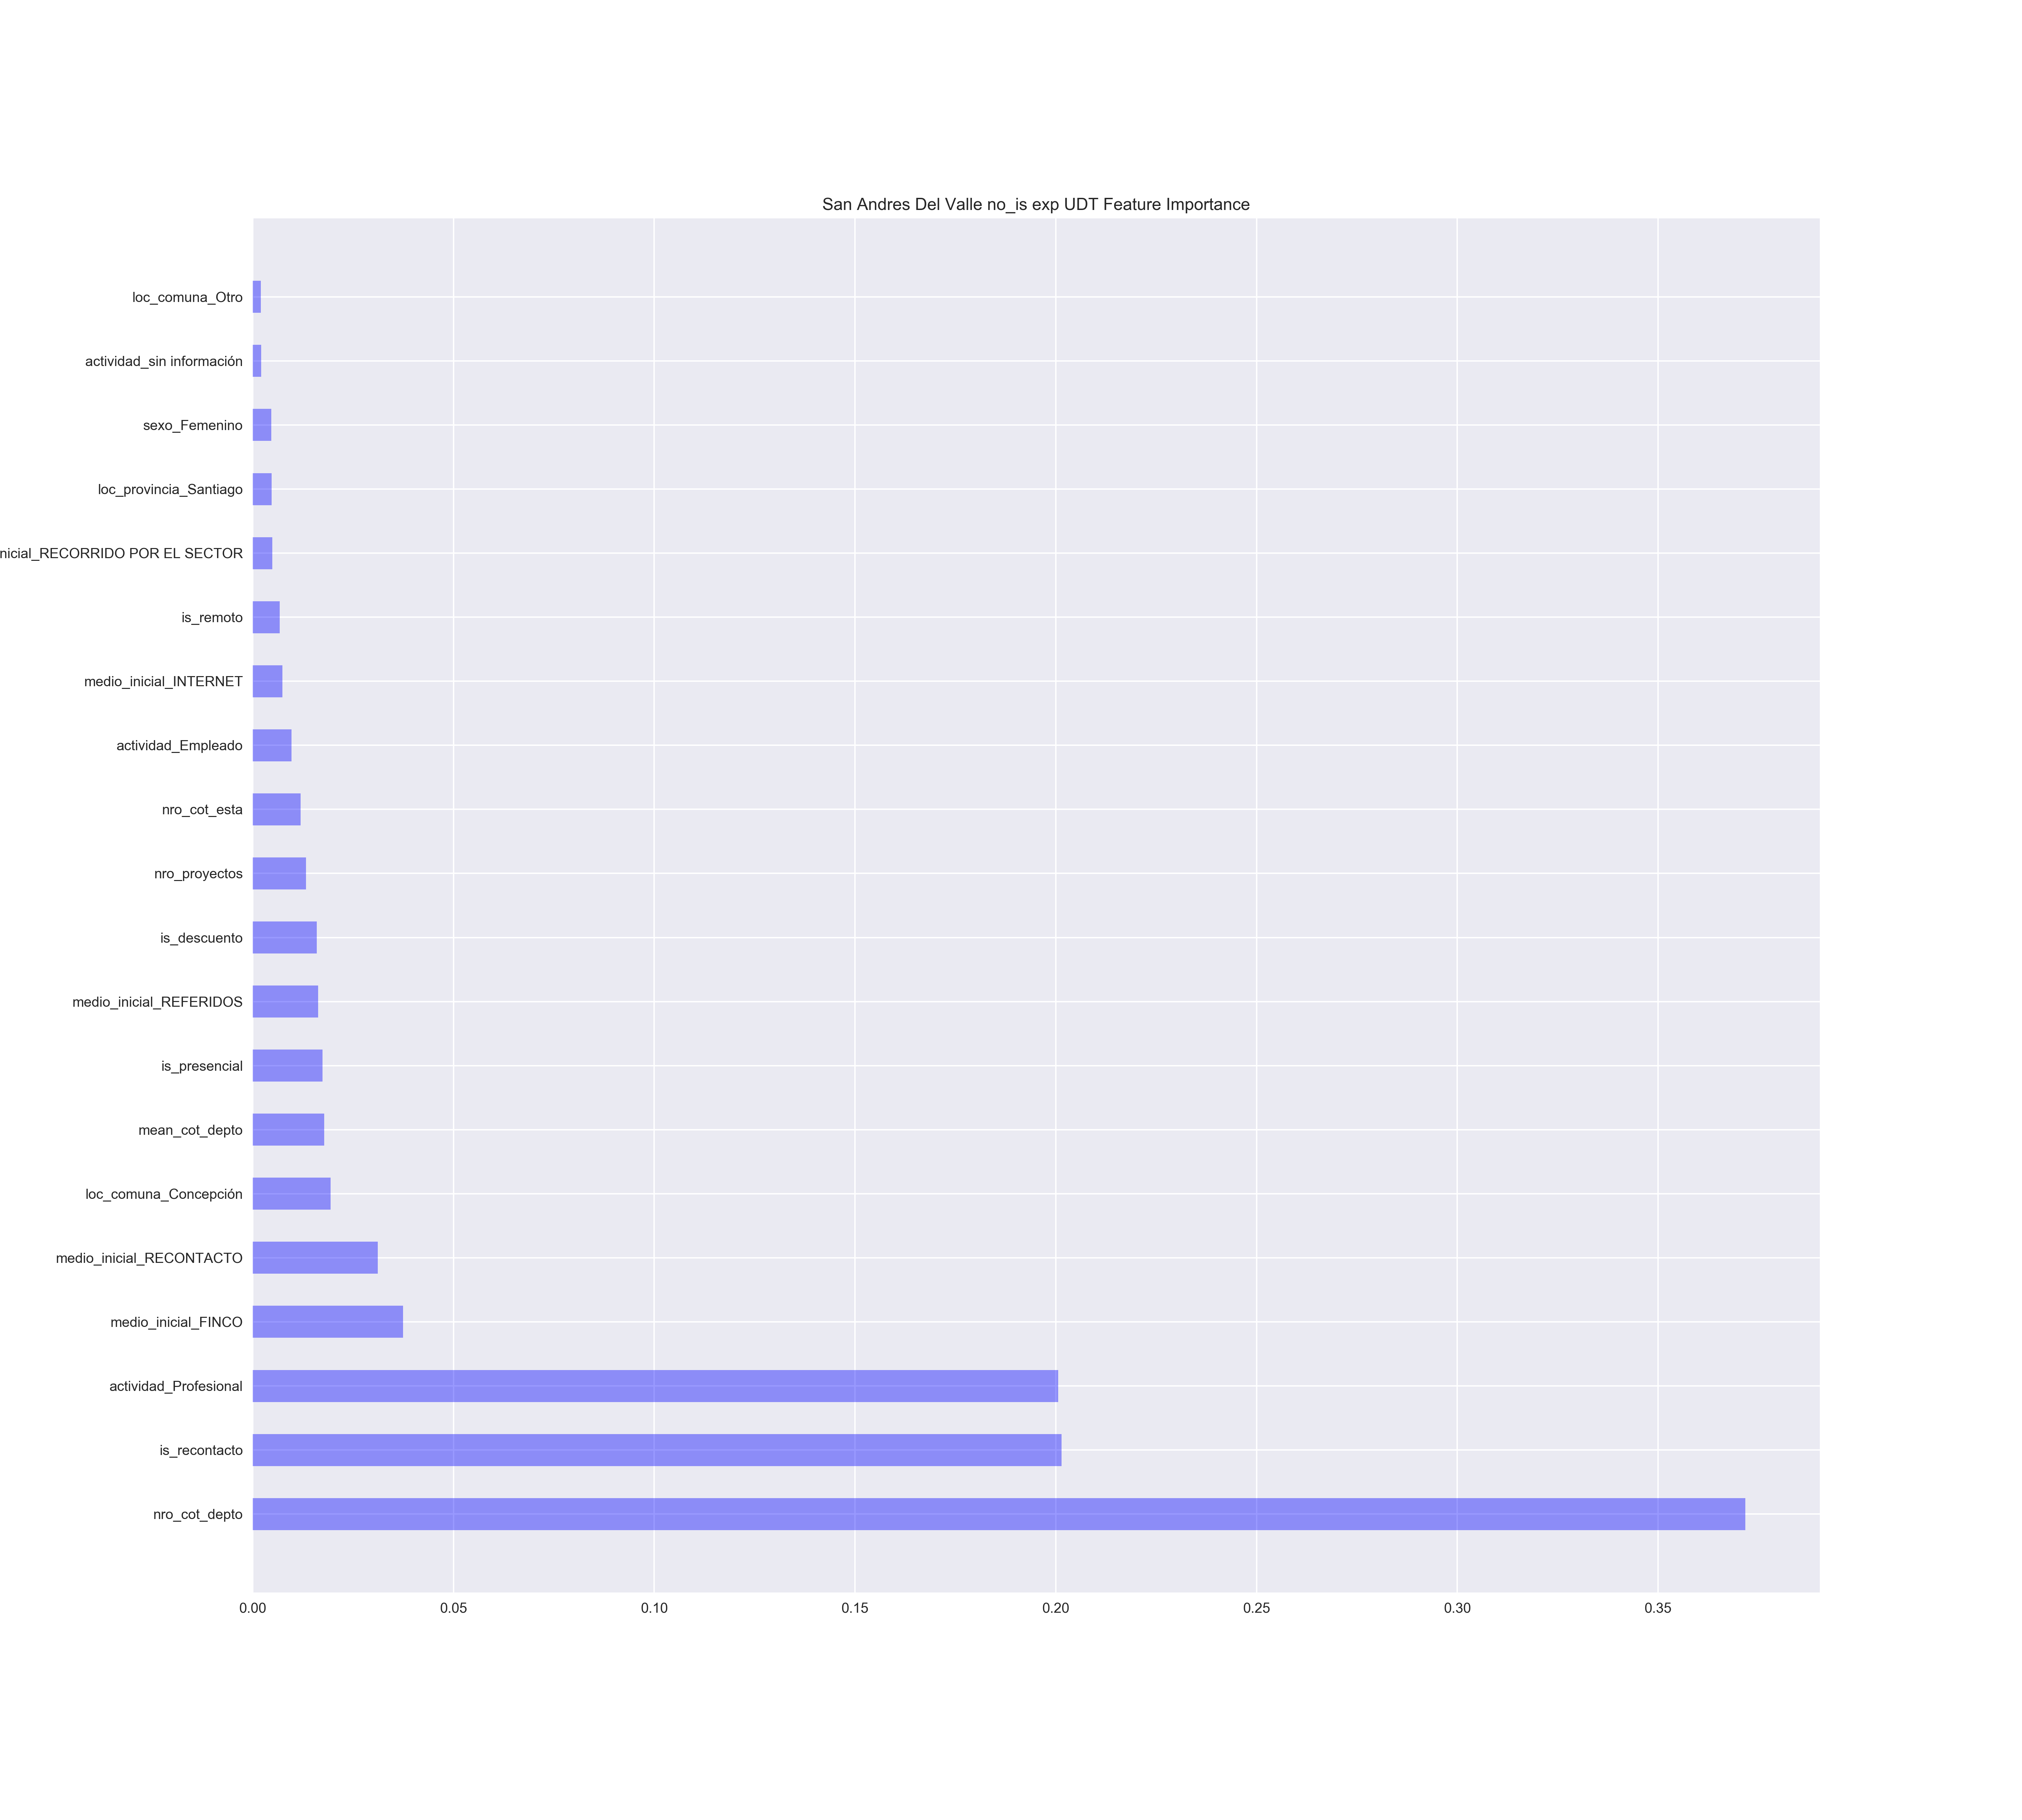 San Andres Del Valle no_is exp UDT Feature Importance
loc_comuna_Otro
actividad_sin información
sexo_Femenino
loc_provincia_Santiago
nicial_RECORRIDO POR EL SECTOR
is_remoto
medio_inicial_INTERNET
actividad_Empleado
nro_cot_esta
nro_proyectos
is_descuento
medio_inicial_REFERIDOS
is_presencial
mean_cot_depto
loc_comuna_Concepción
medio_inicial_RECONTACTO
medio_inicial_FINCO
actividad_Profesional
is_recontacto
nro_cot_depto
0.00 0.05 0.10 0.15 0.20 0.25 0.30 0.35